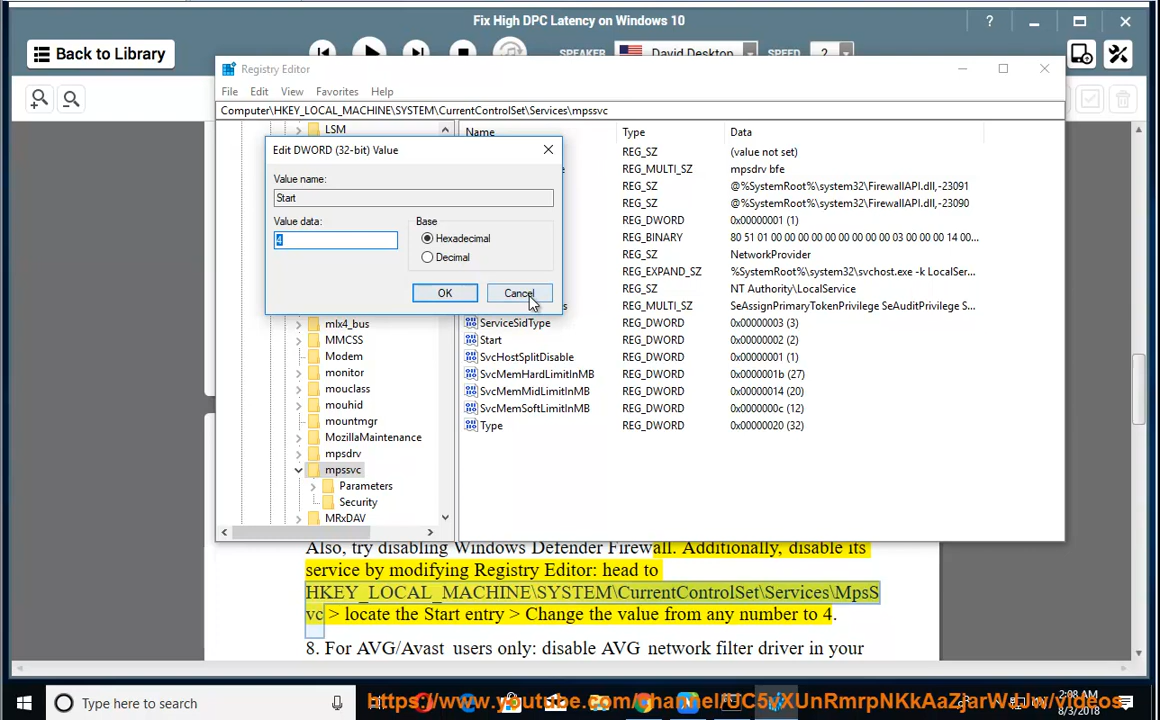 Fix High DPC Latency on Windows 10
Back to Library
SPEAKER
David Desktop
SPEED
2
Registry Editor
File Edit View Favorites Help
Computer\HKEY_LOCAL_MACHINE\SYSTEM\CurrentControlSet\Services\mpssvc
LSM
Name Type Data
Edit DWORD (32-bit) Value
Value name:
Start
Value data:
4
Base
Hexadecimal
Decimal
OK
Cancel
REG_SZ (value not set)
REG_MULTI_SZ mpsdrv bfe
REG_SZ @%SystemRoot%\system32\FirewallAPI.dll,-23091
REG_SZ @%SystemRoot%\system32\FirewallAPI.dll,-23090
REG_DWORD 0x00000001 (1)
REG_BINARY 80 51 01 00 00 00 00 00 00 00 00 00 03 00 00 00 14 00...
REG_SZ NetworkProvider
REG_EXPAND_SZ %SystemRoot%\system32\svchost.exe -k LocalSer...
REG_SZ NT Authority\LocalService
REG_MULTI_SZ SeAssignPrimaryTokenPrivilege SeAuditPrivilege S...
ServiceSidType REG_DWORD 0x00000003 (3)
Start REG_DWORD 0x00000002 (2)
SvcHostSplitDisable REG_DWORD 0x00000001 (1)
SvcMemHardLimitInMB REG_DWORD 0x0000001b (27)
SvcMemMidLimitInMB REG_DWORD 0x00000014 (20)
SvcMemSoftLimitInMB REG_DWORD 0x0000000c (12)
Type REG_DWORD 0x00000020 (32)
mlx4_bus
MMCSS
Modem
monitor
mouclass
mouhid
mountmgr
MozillaMaintenance
mpsdrv
mpssvc
Parameters
Security
MRxDAV
Also, try disabling Windows Defender Firewall. Additionally, disable its
service by modifying Registry Editor: head to
HKEY_LOCAL_MACHINE\SYSTEM\CurrentControlSet\Services\MpsS
vc > locate the Start entry > Change the value from any number to 4.
8. For AVG/Avast users only: disable AVG network filter driver in your
Type here to search
2:08 AM
8/3/2018